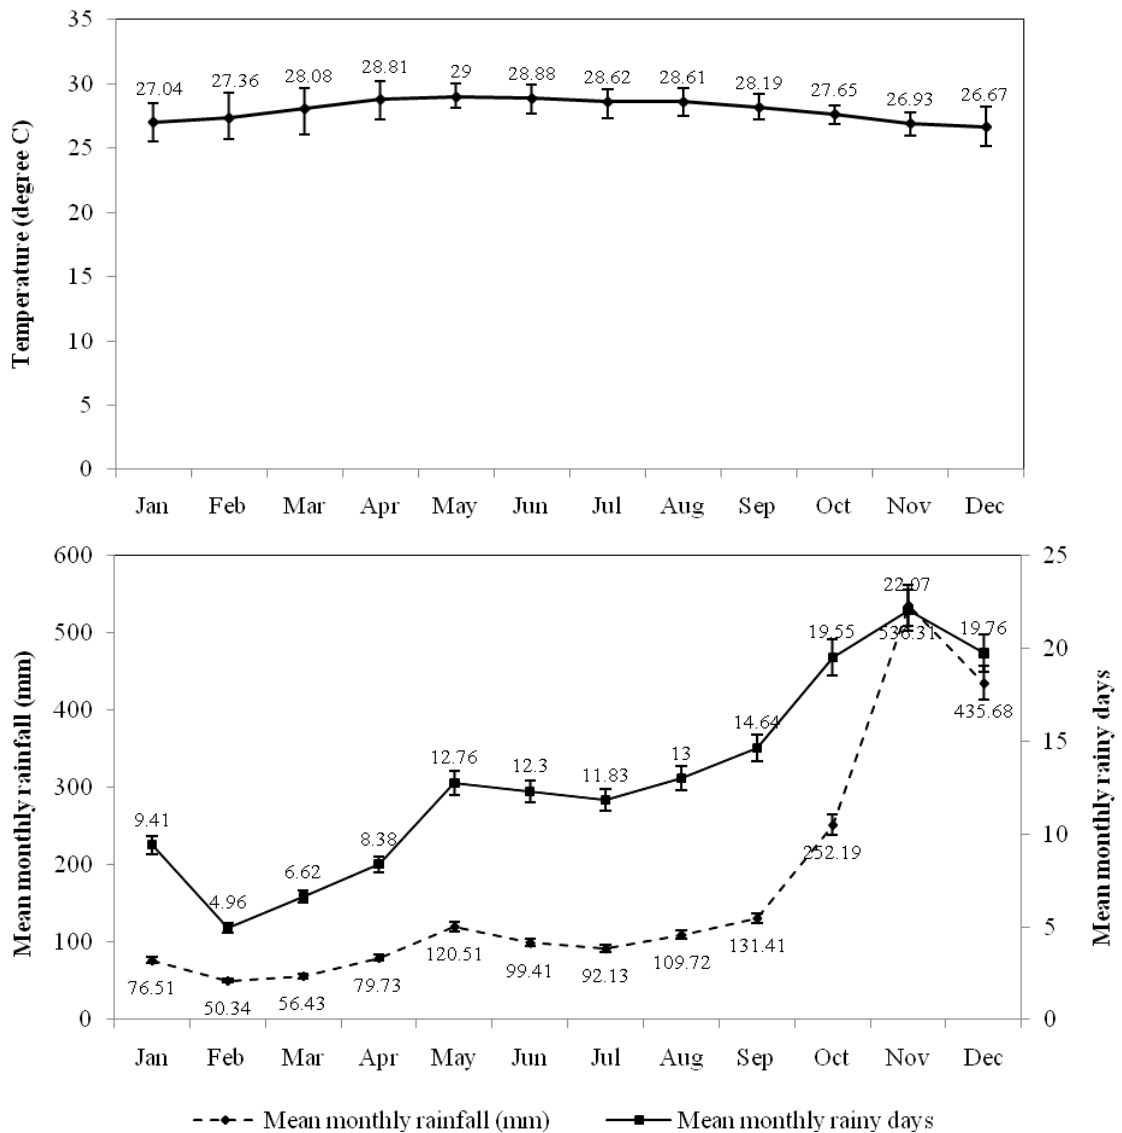 35
30
25
20
15
10
5
0
Temperature (degree C)
27.04 27.36 28.08 28.81 29 28.88 28.62 28.61 28.19 27.65 26.93 26.67
Jan Feb Mar Apr May Jun Jul Aug Sep Oct Nov Dec
600
500
400
300
200
100
0
Mean monthly rainfall (mm)
25
20
15
10
5
0
Mean monthly rainy days
9.41 4.96 6.62 8.38 12.76 12.3 11.83 13 14.64 19.55 22.07 19.76
76.51 50.34 56.43 79.73 120.51 99.41 92.13 109.72 131.41 252.19 536.31 435.68
Jan Feb Mar Apr May Jun Jul Aug Sep Oct Nov Dec
Mean monthly rainfall (mm) Mean monthly rainy days